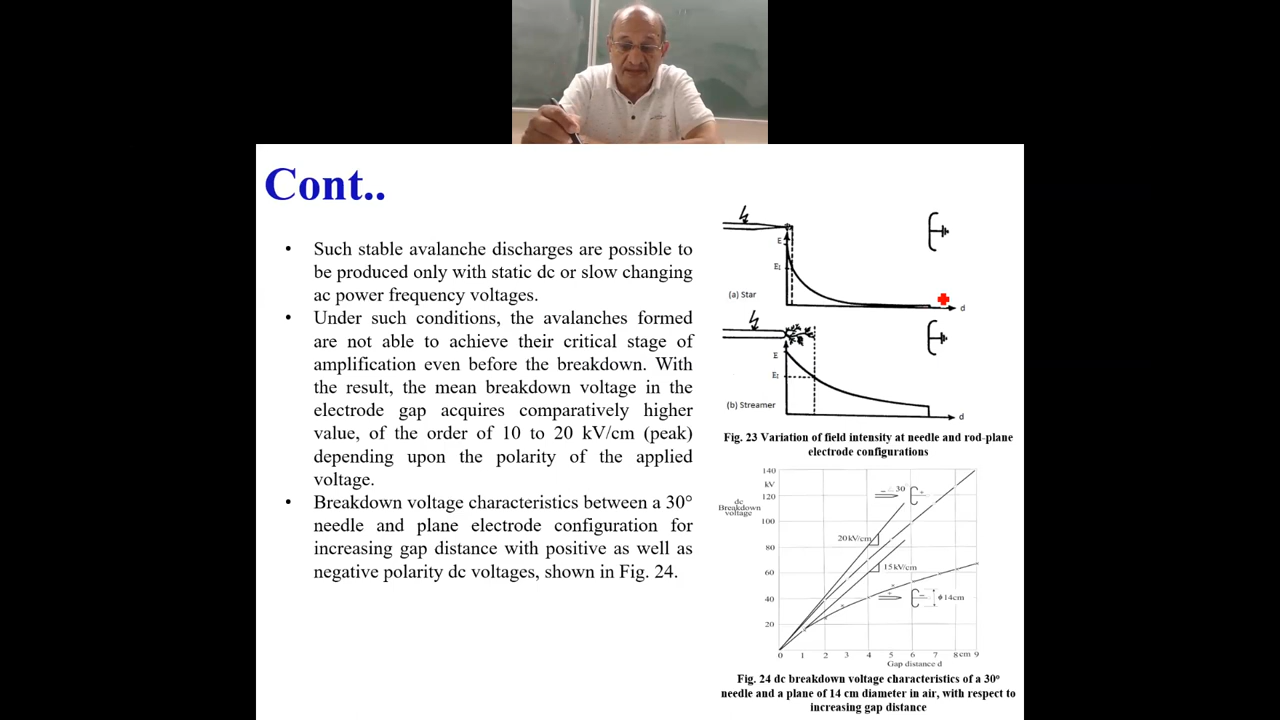 Cont..
• Such stable avalanche discharges are possible to
be produced only with static dc or slow changing
ac power frequency voltages.
• Under such conditions, the avalanches formed
are not able to achieve their critical stage of
amplification even before the breakdown. With
the result, the mean breakdown voltage in the
electrode gap acquires comparatively higher
value, of the order of 10 to 20 kV/cm (peak)
depending upon the polarity of the applied
voltage.
• Breakdown voltage characteristics between a 30°
needle and plane electrode configuration for
increasing gap distance with positive as well as
negative polarity dc voltages, shown in Fig. 24.
E
E₁
(a) Star
d
E
E₁
(b) Streamer
d
Fig. 23 Variation of field intensity at needle and rod-plane
electrode configurations
140
kV
120
dc
Breakdown
voltage
100
80
60
40
20
− 30 +
20kV/cm
15kV/cm
+ − ϕ 14cm
0 1 2 3 4 5 6 7 8cm 9
Gap distance d
Fig. 24 dc breakdown voltage characteristics of a 30°
needle and a plane of 14 cm diameter in air, with respect to
increasing gap distance